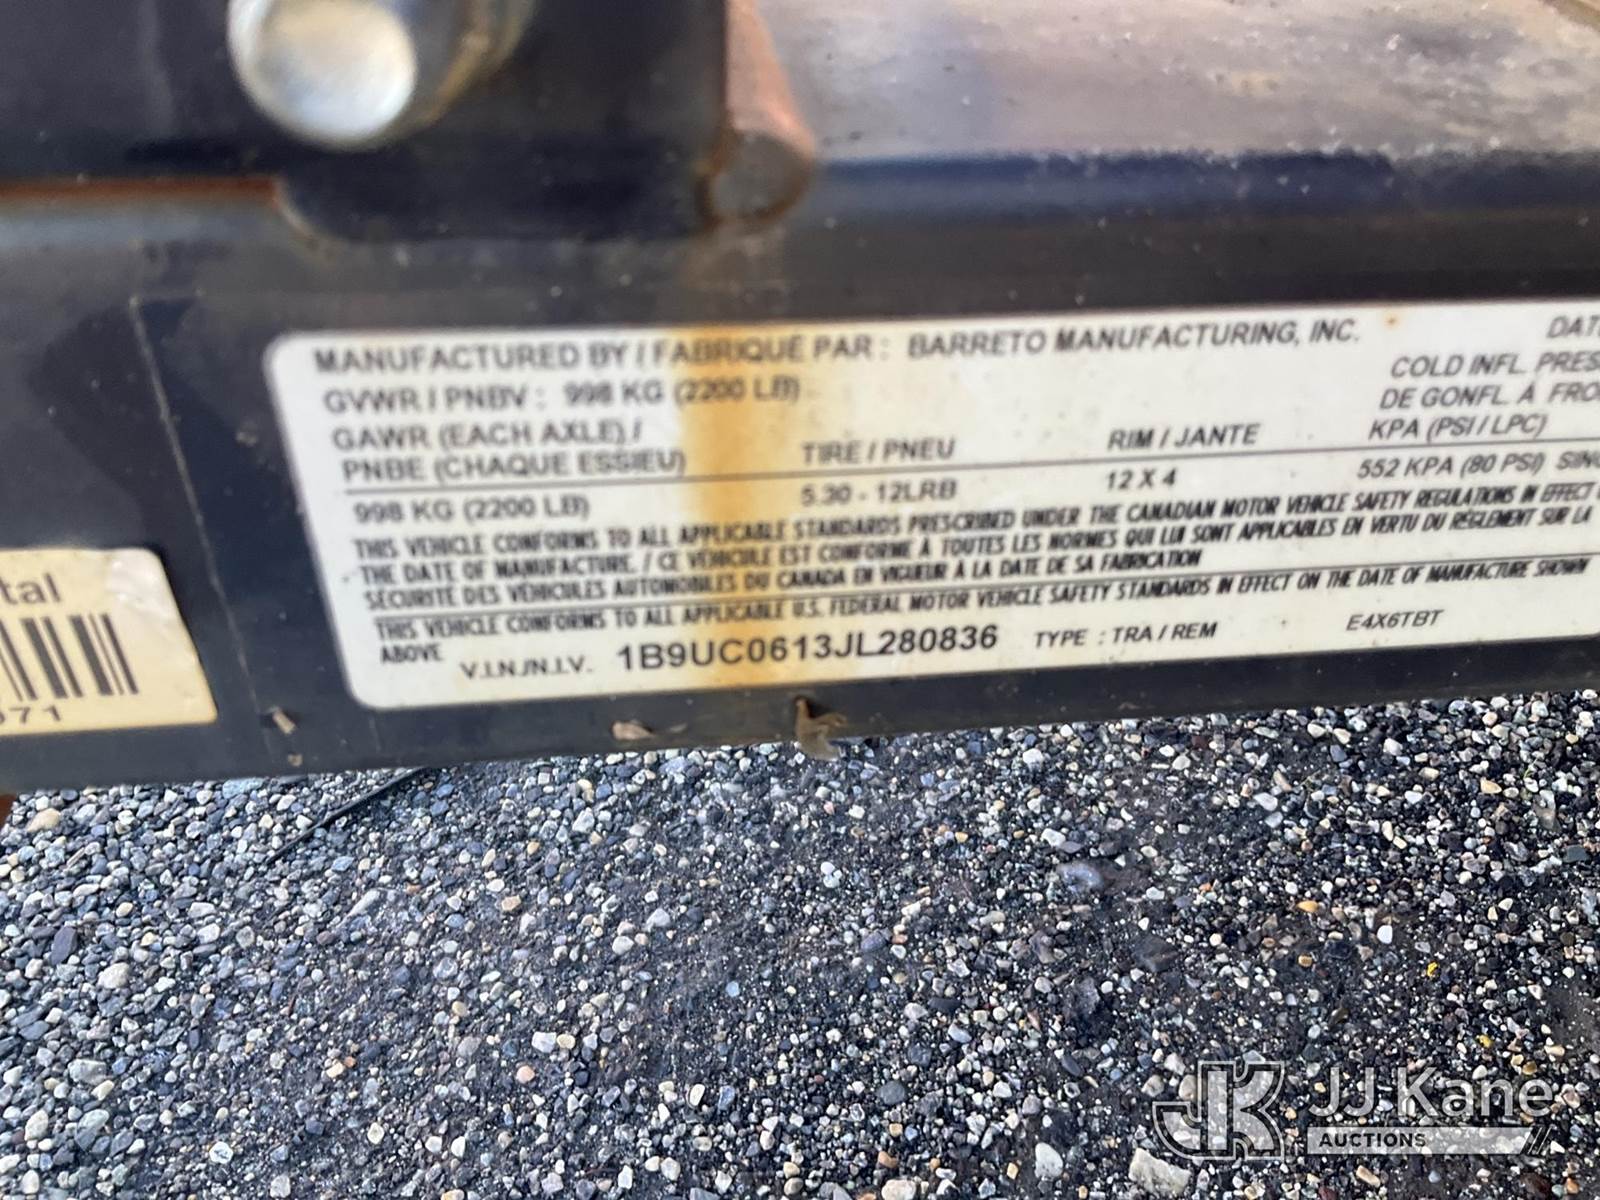 MANUFACTURED BY / FABRIQUÉ PAR : BARRETO MANUFACTURING, INC. DAT
GVWR / PNBV : 998 KG (2200 LB)
COLD INFL. PRES
DE GONFL. À FRO
GAWR (EACH AXLE) /
PNBE (CHAQUE ESSIEU) TIRE / PNEU RIM / JANTE KPA (PSI / LPC)
998 KG (2200 LB) 5.30 - 12LRB 12 X 4 552 KPA (80 PSI) SING
THIS VEHICLE CONFORMS TO ALL APPLICABLE STANDARDS PRESCRIBED UNDER THE CANADIAN MOTOR VEHICLE SAFETY REGULATIONS IN EFFECT
THE DATE OF MANUFACTURE. / CE VÉHICULE EST CONFORME À TOUTES LES NORMES QUI LUI SONT APPLICABLES EN VERTU DU RÈGLEMENT SUR LA
SÉCURITÉ DES VÉHICULES AUTOMOBILES DU CANADA EN VIGUEUR À LA DATE DE SA FABRICATION
THIS VEHICLE CONFORMS TO ALL APPLICABLE U.S. FEDERAL MOTOR VEHICLE SAFETY STANDARDS IN EFFECT ON THE DATE OF MANUFACTURE SHOWN
ABOVE V.I.N./N.I.V. 1B9UC0613JL280836 TYPE : TRA / REM E4X6TBT
tal
671
JK JJ Kane
AUCTIONS